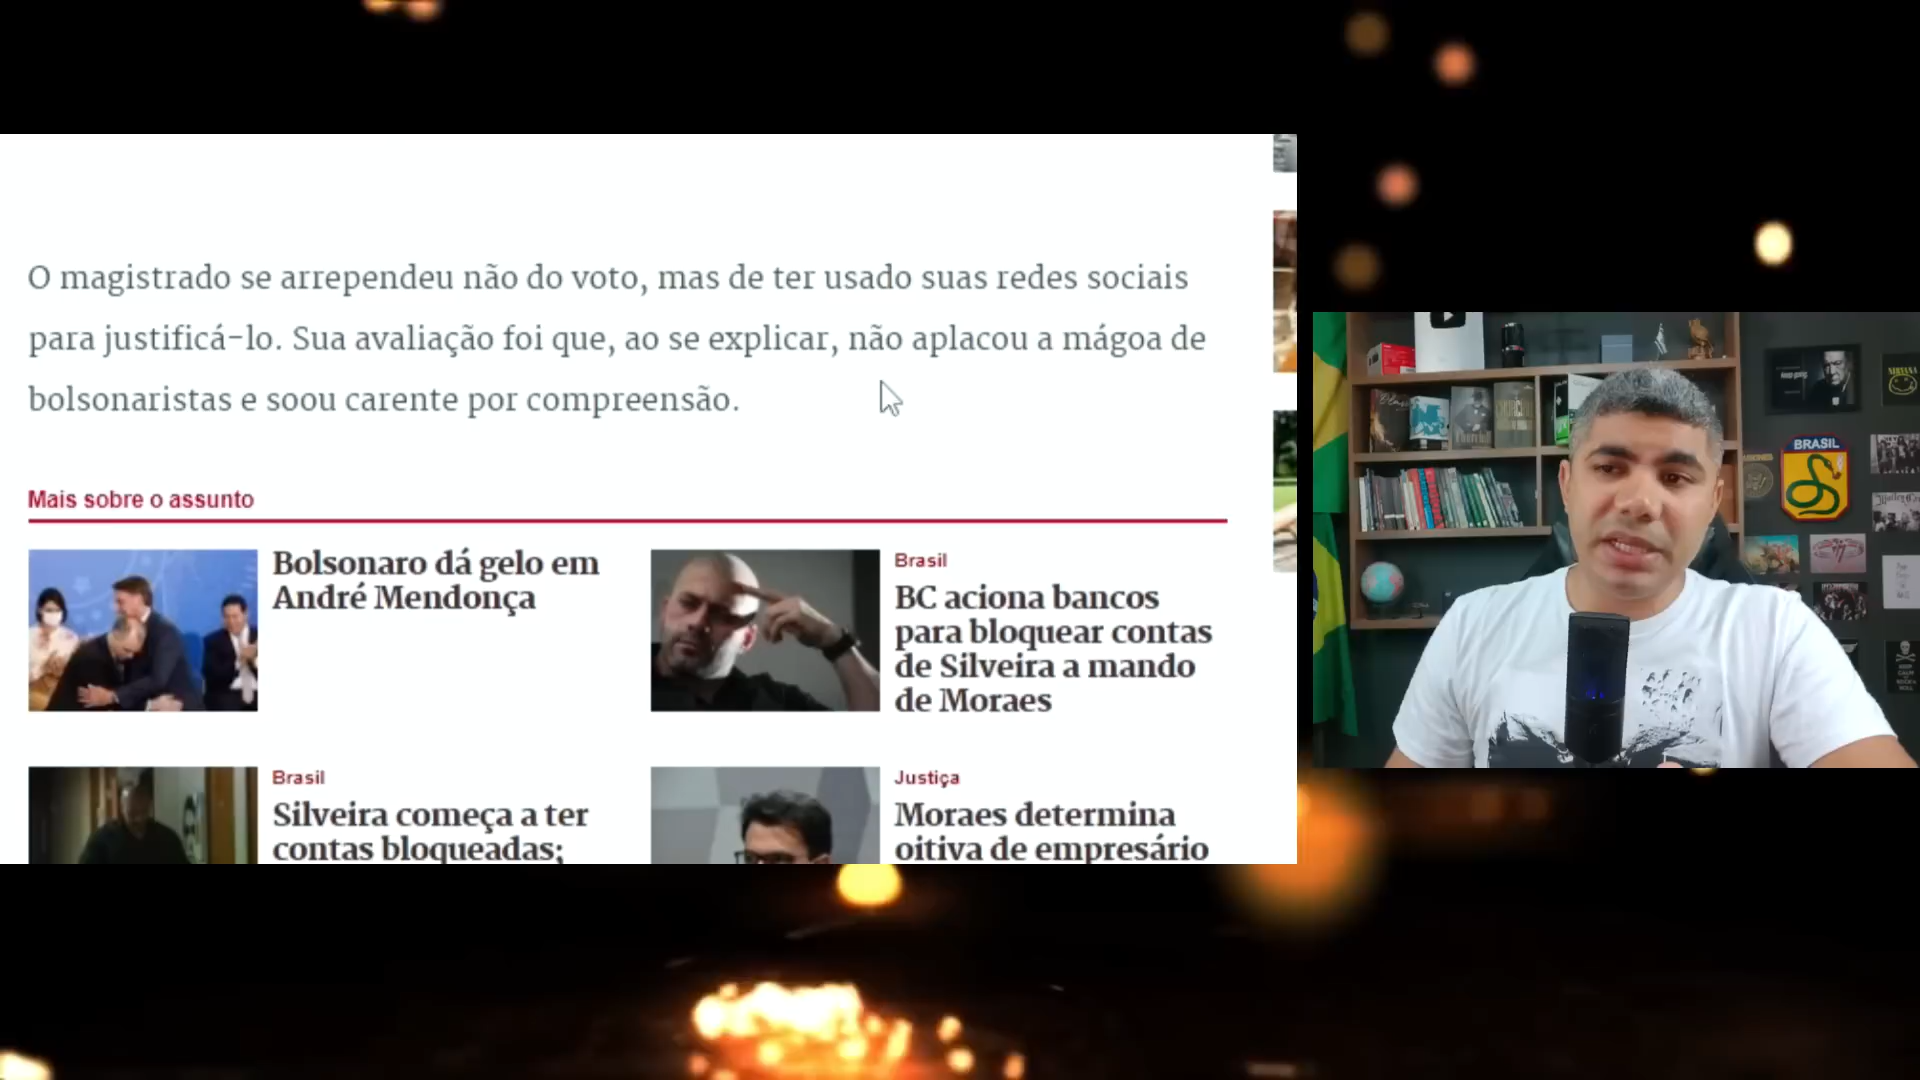 O magistrado se arrependeu não do voto, mas de ter usado suas redes sociais
para justificá-lo. Sua avaliação foi que, ao se explicar, não aplacou a mágoa de
bolsonaristas e soou carente por compreensão.
Mais sobre o assunto
Bolsonaro dá gelo em
André Mendonça
Brasil
BC aciona bancos
para bloquear contas
de Silveira a mando
de Moraes
Brasil
Silveira começa a ter
contas bloqueadas;
Justiça
Moraes determina
oitiva de empresário
keep going.
NIRVANA
BRASIL